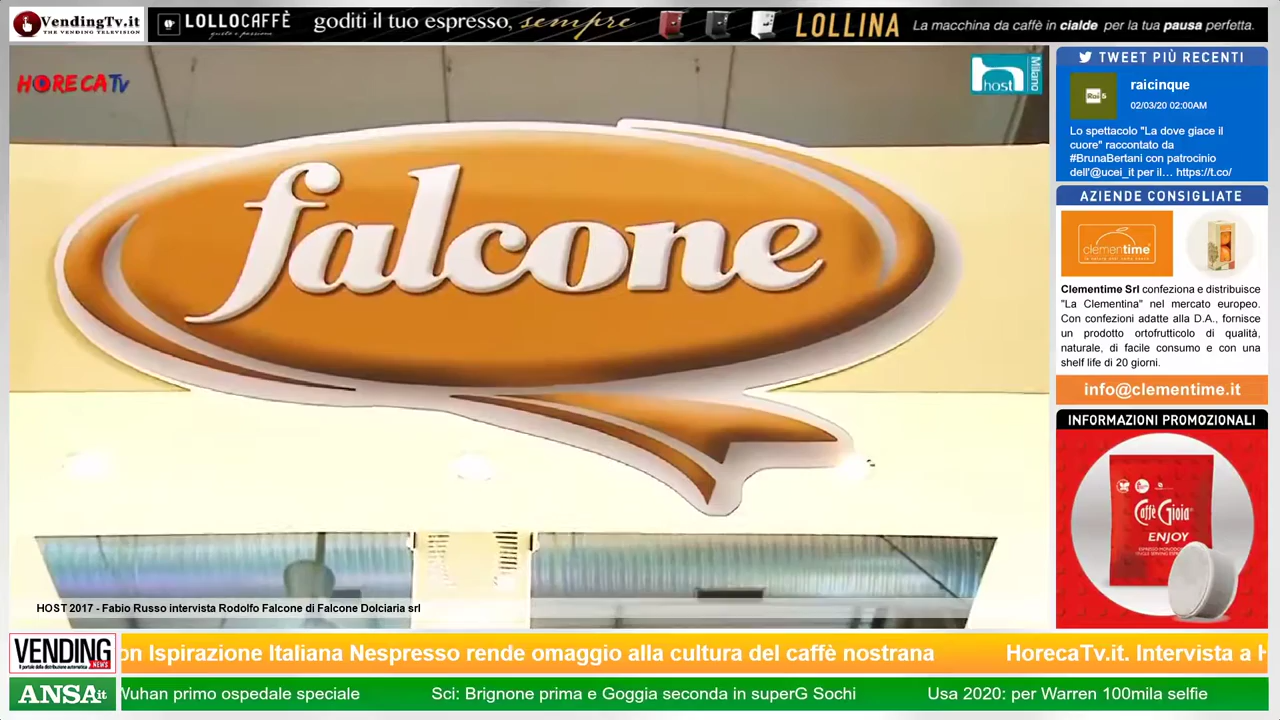 VendingTv.it
THE VENDING TELEVISION
LOLLOCAFFÈ
gusto e passione
goditi il tuo espresso, sempre
LOLLINA
La macchina da caffè in cialde per la tua pausa perfetta.
HORECATV
host
Milano
falcone
HOST 2017 - Fabio Russo intervista Rodolfo Falcone di Falcone Dolciaria srl
TWEET PIÙ RECENTI
Rai 5
raicinque
02/03/20 02:00AM
Lo spettacolo "La dove giace il
cuore" raccontato da
#BrunaBertani con patrocinio
dell'@ucei_it per il… https://t.co/
AZIENDE CONSIGLIATE
clementime
Clementime Srl confeziona e distribuisce
"La Clementina" nel mercato europeo.
Con confezioni adatte alla D.A., fornisce
un prodotto ortofrutticolo di qualità,
naturale, di facile consumo e con una
shelf life di 20 giorni.
info@clementime.it
INFORMAZIONI PROMOZIONALI
Caffè Gioia
ENJOY
VENDING
NEWS
Il portale della distribuzione automatica
on Ispirazione Italiana Nespresso rende omaggio alla cultura del caffè nostrana
HorecaTv.it. Intervista a H
ANSA.it
Wuhan primo ospedale speciale
Sci: Brignone prima e Goggia seconda in superG Sochi
Usa 2020: per Warren 100mila selfie